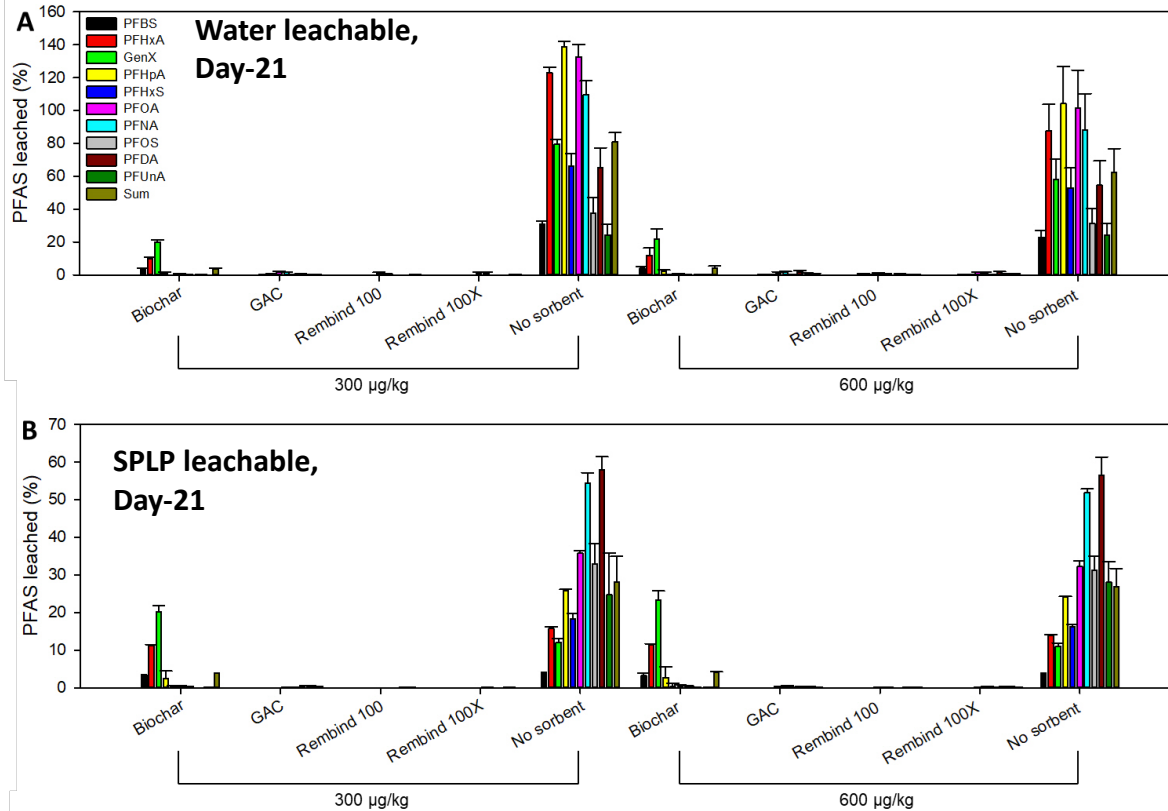 A
Water leachable,
Day-21
PFAS leached (%)
160
140
120
100
80
60
40
20
0
PFBS
PFHxA
GenX
PFHpA
PFHxS
PFOA
PFNA
PFOS
PFDA
PFUnA
Sum
Biochar
GAC
Rembind 100
Rembind 100X
No sorbent
Biochar
GAC
Rembind 100
Rembind 100X
No sorbent
300 µg/kg
600 µg/kg
B
SPLP leachable,
Day-21
PFAS leached (%)
70
60
50
40
30
20
10
0
Biochar
GAC
Rembind 100
Rembind 100X
No sorbent
Biochar
GAC
Rembind 100
Rembind 100X
No sorbent
300 µg/kg
600 µg/kg